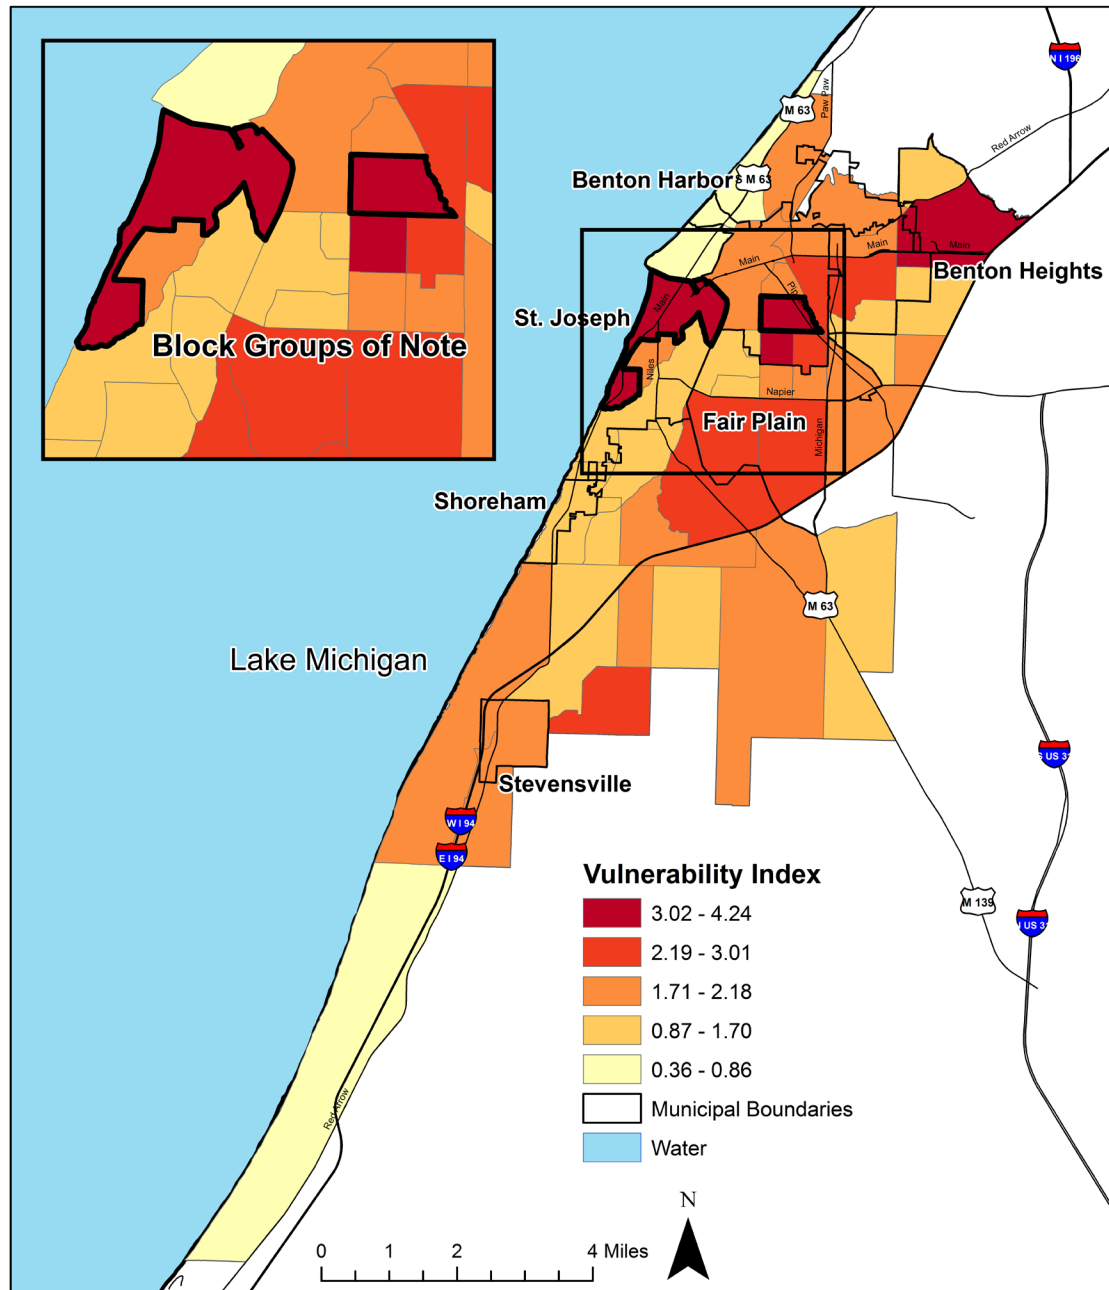 N I 196
M 63
Paw Paw
Red Arrow
Benton Harbor
S M 63
Main
Main
Benton Heights
Main
Main
Pip
St. Joseph
Block Groups of Note
Niles
Napier
Fair Plain
Michigan
Shoreham
M 63
Lake Michigan
S US 31
Stevensville
W I 94
E I 94
Vulnerability Index
3.02 - 4.24
2.19 - 3.01
1.71 - 2.18
0.87 - 1.70
0.36 - 0.86
Municipal Boundaries
Water
M 139
Red Arrow
N
0 1 2 4 Miles